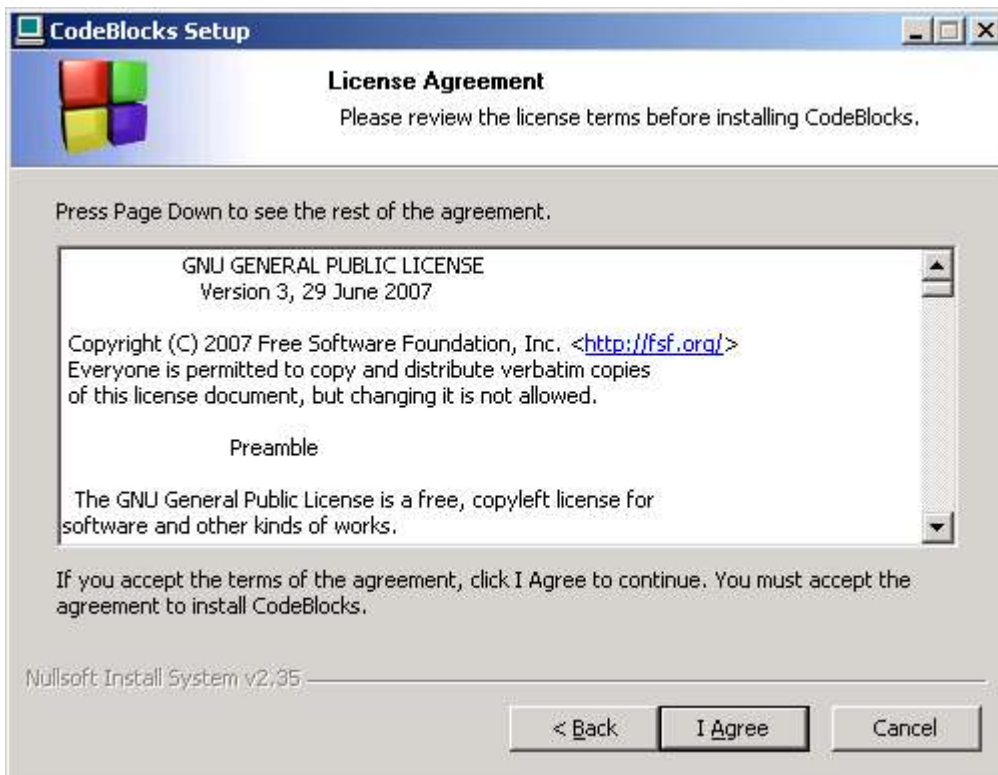 CodeBlocks Setup
License Agreement
Please review the license terms before installing CodeBlocks.
Press Page Down to see the rest of the agreement.
GNU GENERAL PUBLIC LICENSE
Version 3, 29 June 2007
Copyright (C) 2007 Free Software Foundation, Inc. <http://fsf.org/>
Everyone is permitted to copy and distribute verbatim copies
of this license document, but changing it is not allowed.
Preamble
The GNU General Public License is a free, copyleft license for
software and other kinds of works.
If you accept the terms of the agreement, click I Agree to continue. You must accept the
agreement to install CodeBlocks.
Nullsoft Install System v2.35
< Back I Agree Cancel